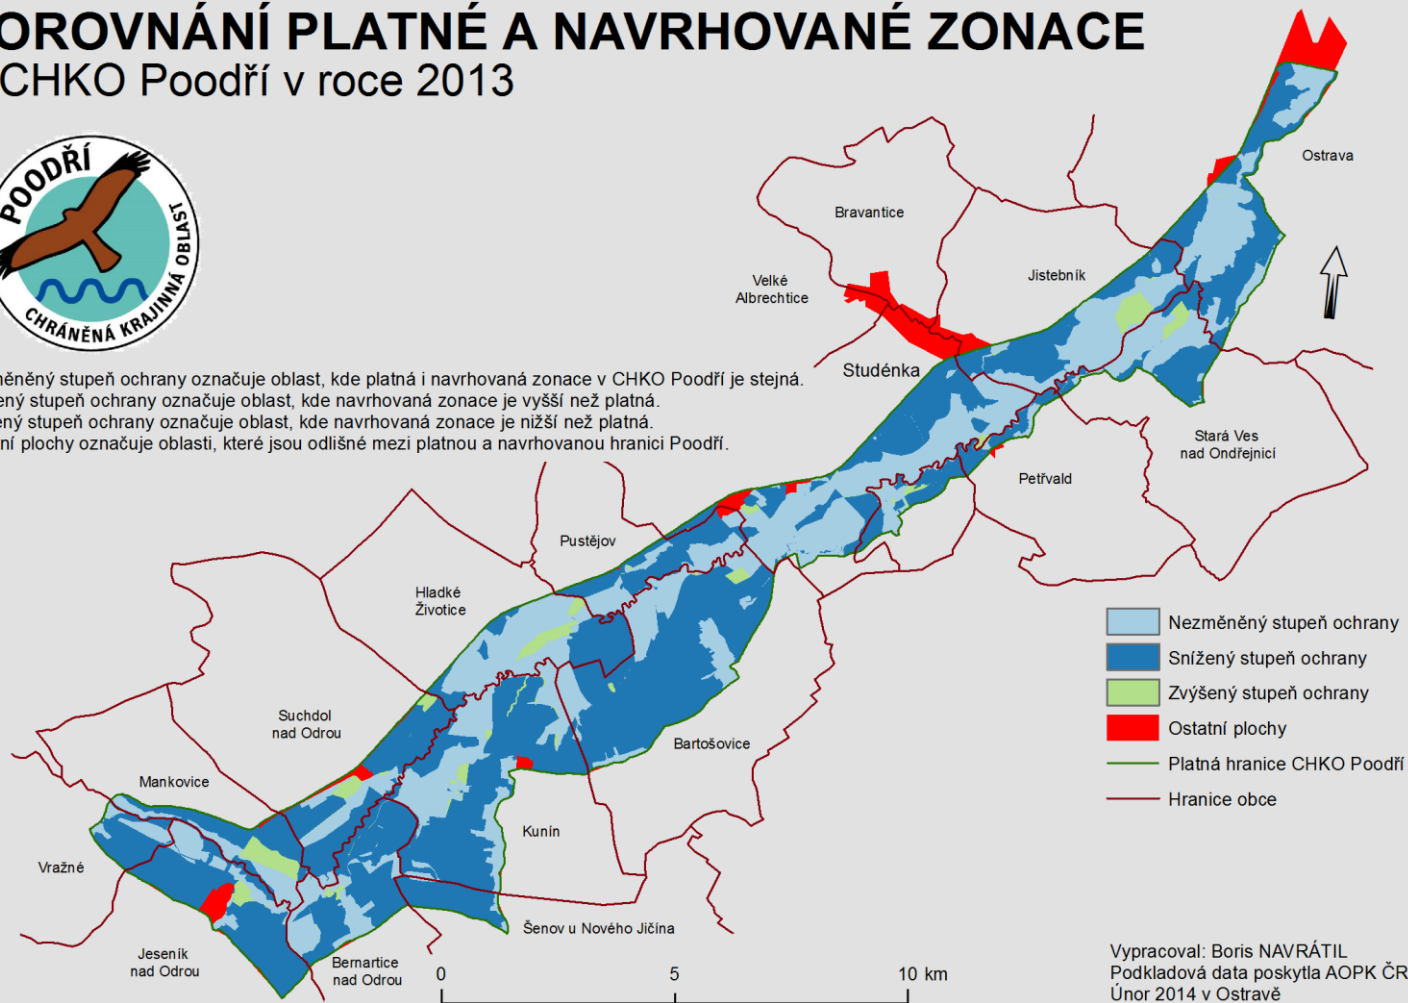 OROVNÁNÍ PLATNÉ A NAVRHOVANÉ ZONACE
CHKO Poodří v roce 2013
POODŘÍ
CHRÁNĚNÁ KRAJINNÁ OBLAST
měněný stupeň ochrany označuje oblast, kde platná i navrhovaná zonace v CHKO Poodří je stejná.
ený stupeň ochrany označuje oblast, kde navrhovaná zonace je vyšší než platná.
ený stupeň ochrany označuje oblast, kde navrhovaná zonace je nižší než platná.
ní plochy označuje oblasti, které jsou odlišné mezi platnou a navrhovanou hranici Poodří.
Ostrava
Bravantice
Jistebník
Velké
Albrechtice
Studénka
Stará Ves
nad Ondřejnicí
Petřvald
Pustějov
Hladké
Životice
Suchdol
nad Odrou
Bartošovice
Mankovice
Kunín
Vražné
Šenov u Nového Jičína
Jeseník
nad Odrou
Bernartice
nad Odrou
Nezměněný stupeň ochrany
Snížený stupeň ochrany
Zvýšený stupeň ochrany
Ostatní plochy
Platná hranice CHKO Poodří
Hranice obce
0 5 10 km
Vypracoval: Boris NAVRÁTIL
Podkladová data poskytla AOPK ČR
Únor 2014 v Ostravě